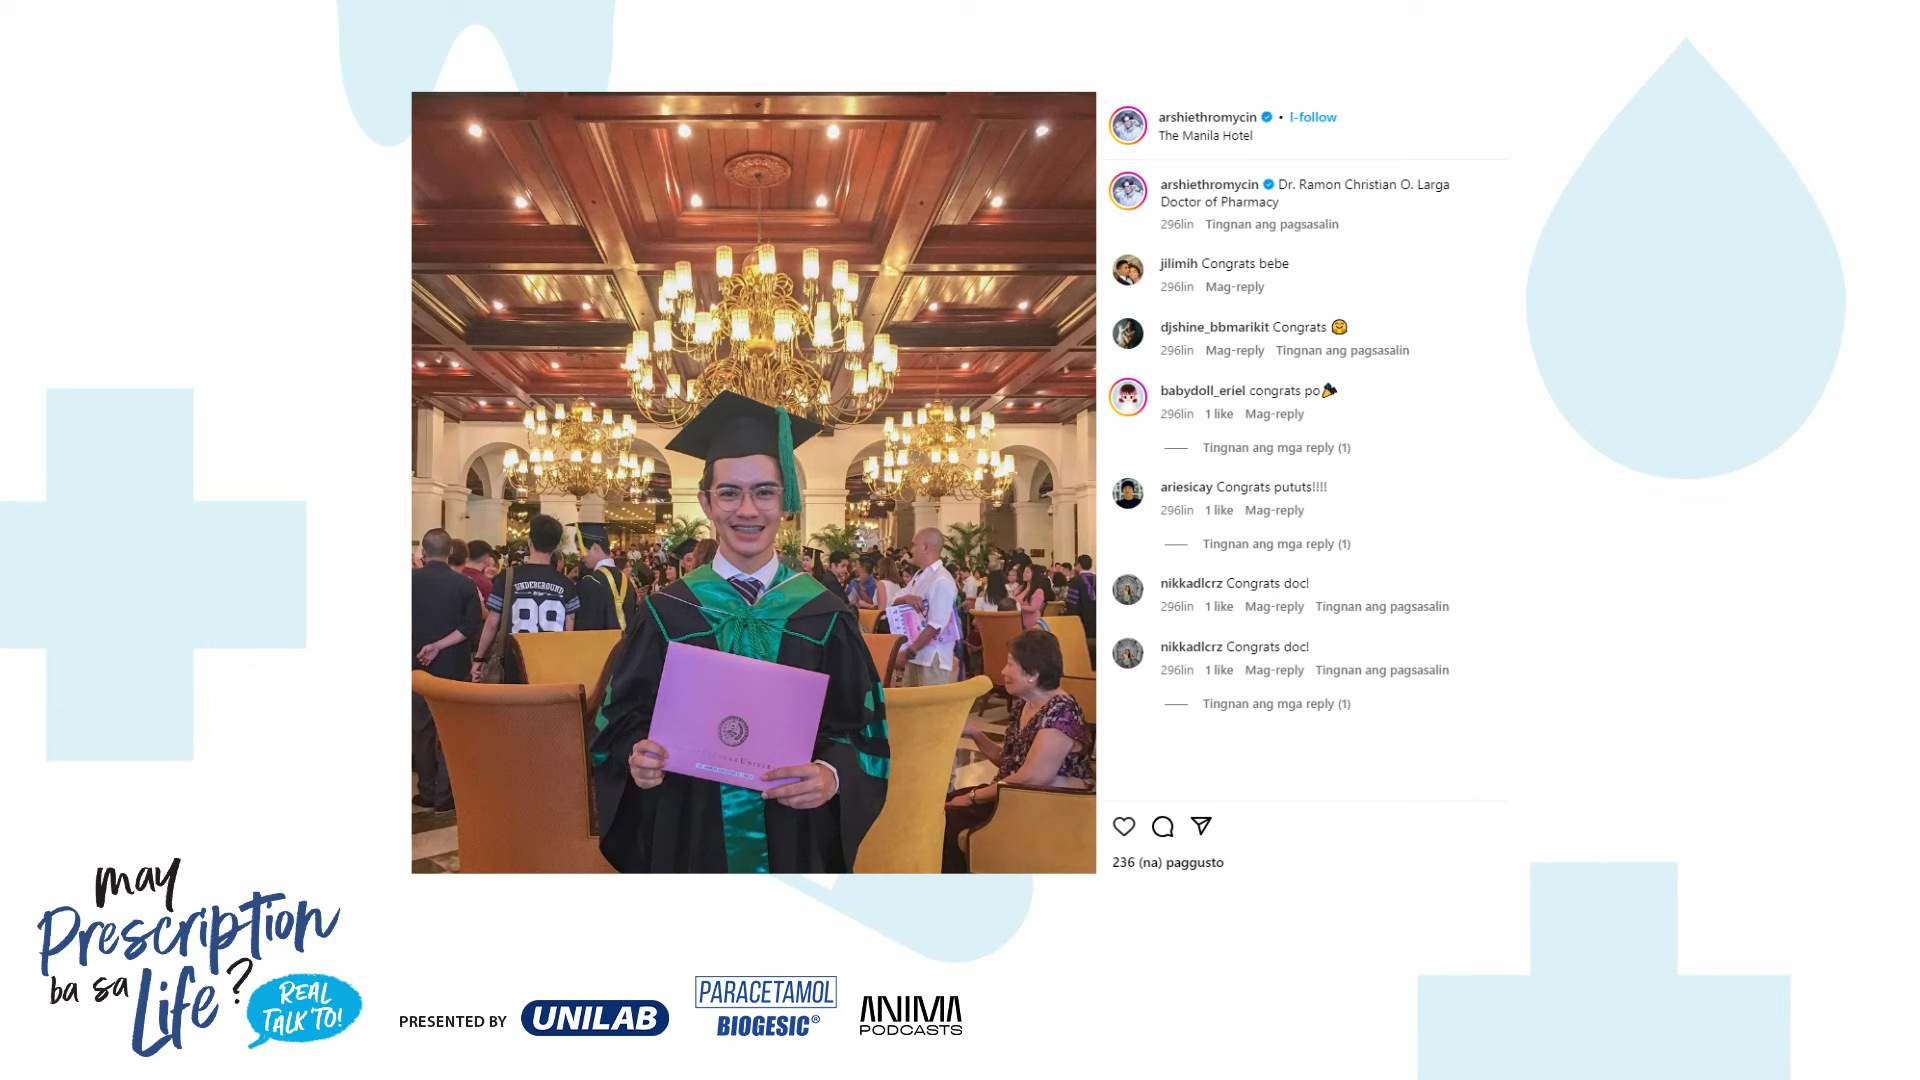 arshiethromycin • I-follow
The Manila Hotel
arshiethromycin Dr. Ramon Christian O. Larga
Doctor of Pharmacy
296lin Tingnan ang pagsasalin
jilimih Congrats bebe
296lin Mag-reply
djshine_bbmarikit Congrats 🤗
296lin Mag-reply Tingnan ang pagsasalin
babydoll_eriel congrats po🎉
296lin 1 like Mag-reply
Tingnan ang mga reply (1)
ariesicay Congrats pututs!!!!
296lin 1 like Mag-reply
Tingnan ang mga reply (1)
nikkadlcrz Congrats doc!
296lin 1 like Mag-reply Tingnan ang pagsasalin
nikkadlcrz Congrats doc!
296lin 1 like Mag-reply Tingnan ang pagsasalin
Tingnan ang mga reply (1)
236 (na) paggusto
UNDERGROUND
89
may
Prescription
ba sa Life?
REAL
TALK 'TO!
PRESENTED BY
UNILAB
PARACETAMOL
BIOGESIC®
ANIMA
PODCASTS